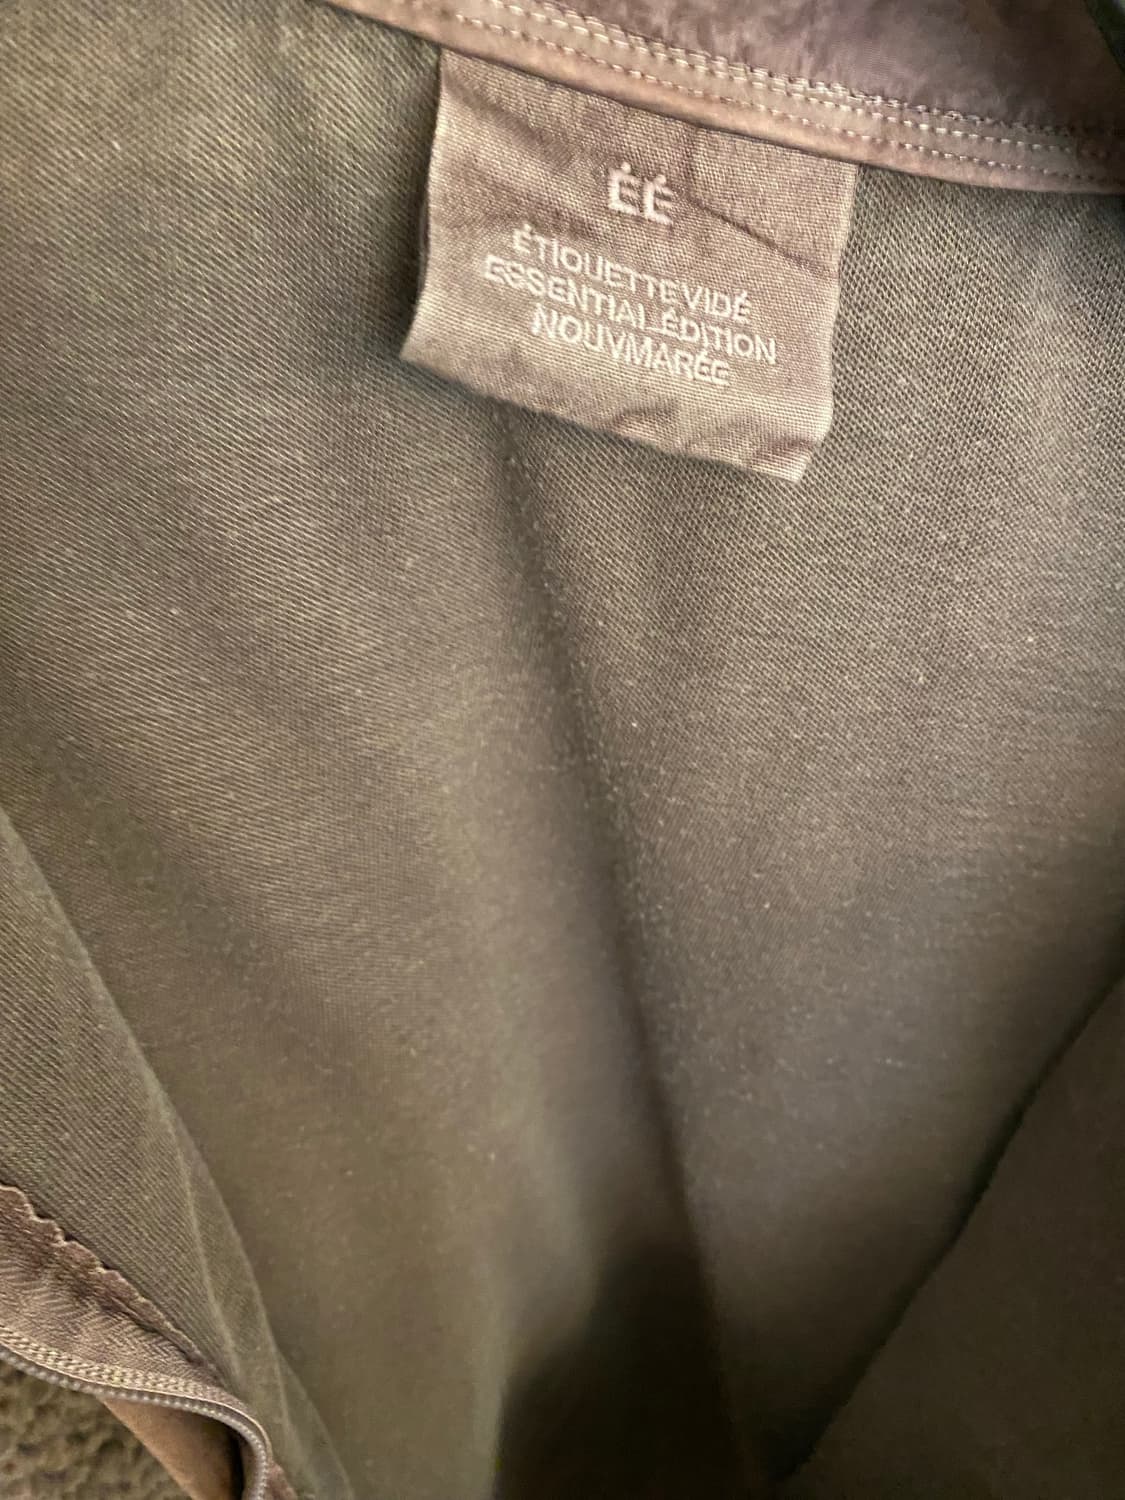 ÉÉ
ÉTIQUETTEVIDÉ
ESSENTIAL ÉDITION
NOUVMARÉE